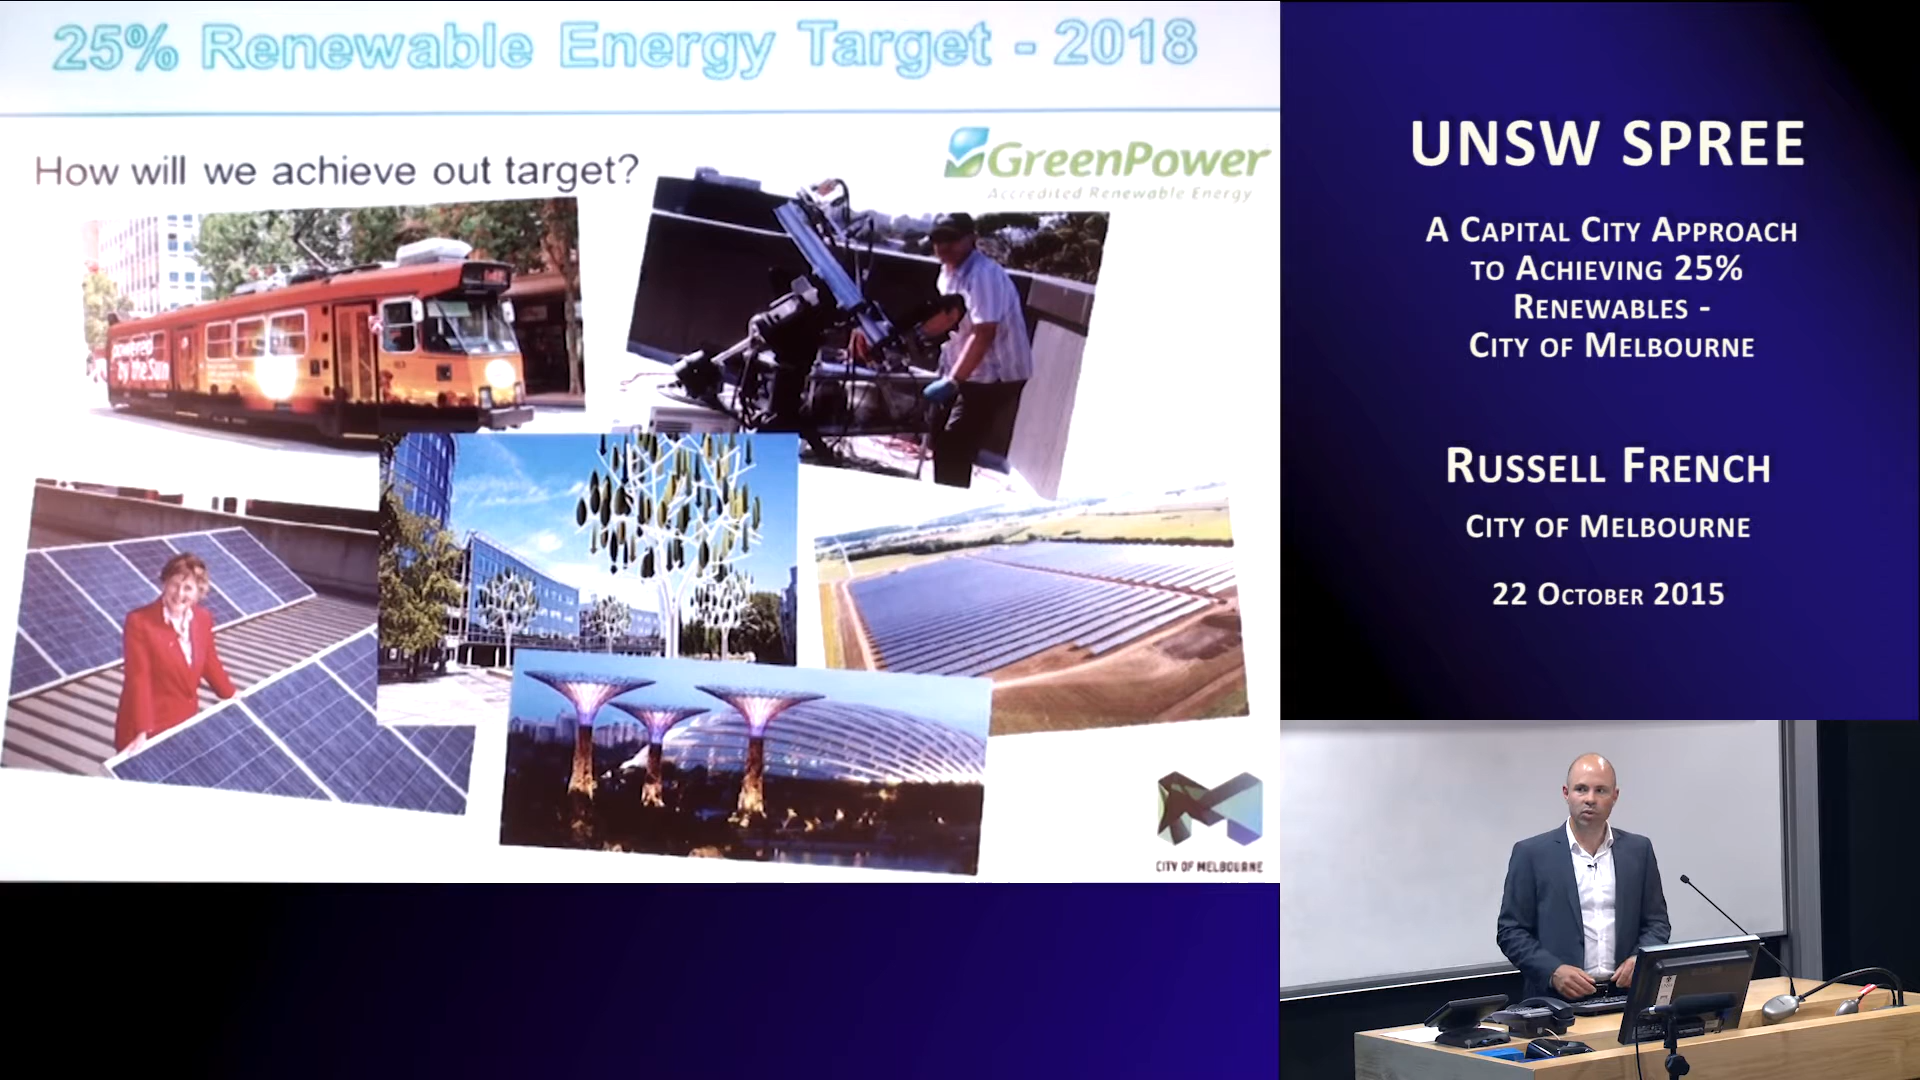 25% Renewable Energy Target - 2018
How will we achieve out target?
GreenPower
Accredited Renewable Energy
powered
by the Sun
CITY OF MELBOURNE
UNSW SPREE
A CAPITAL CITY APPROACH
TO ACHIEVING 25%
RENEWABLES -
CITY OF MELBOURNE
RUSSELL FRENCH
CITY OF MELBOURNE
22 OCTOBER 2015